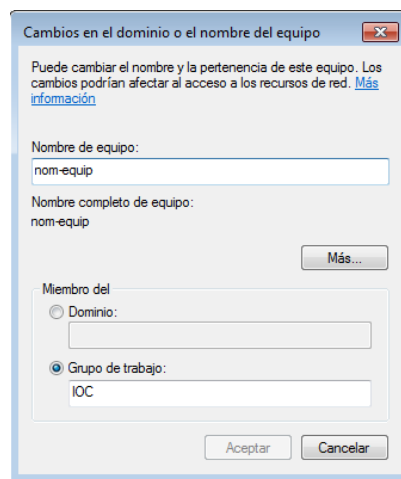 Cambios en el dominio o el nombre del equipo
Puede cambiar el nombre y la pertenencia de este equipo. Los
cambios podrían afectar al acceso a los recursos de red. Más
información
Nombre de equipo:
nom-equip
Nombre completo de equipo:
nom-equip
Más...
Miembro del
Dominio:
Grupo de trabajo:
IOC
Aceptar
Cancelar